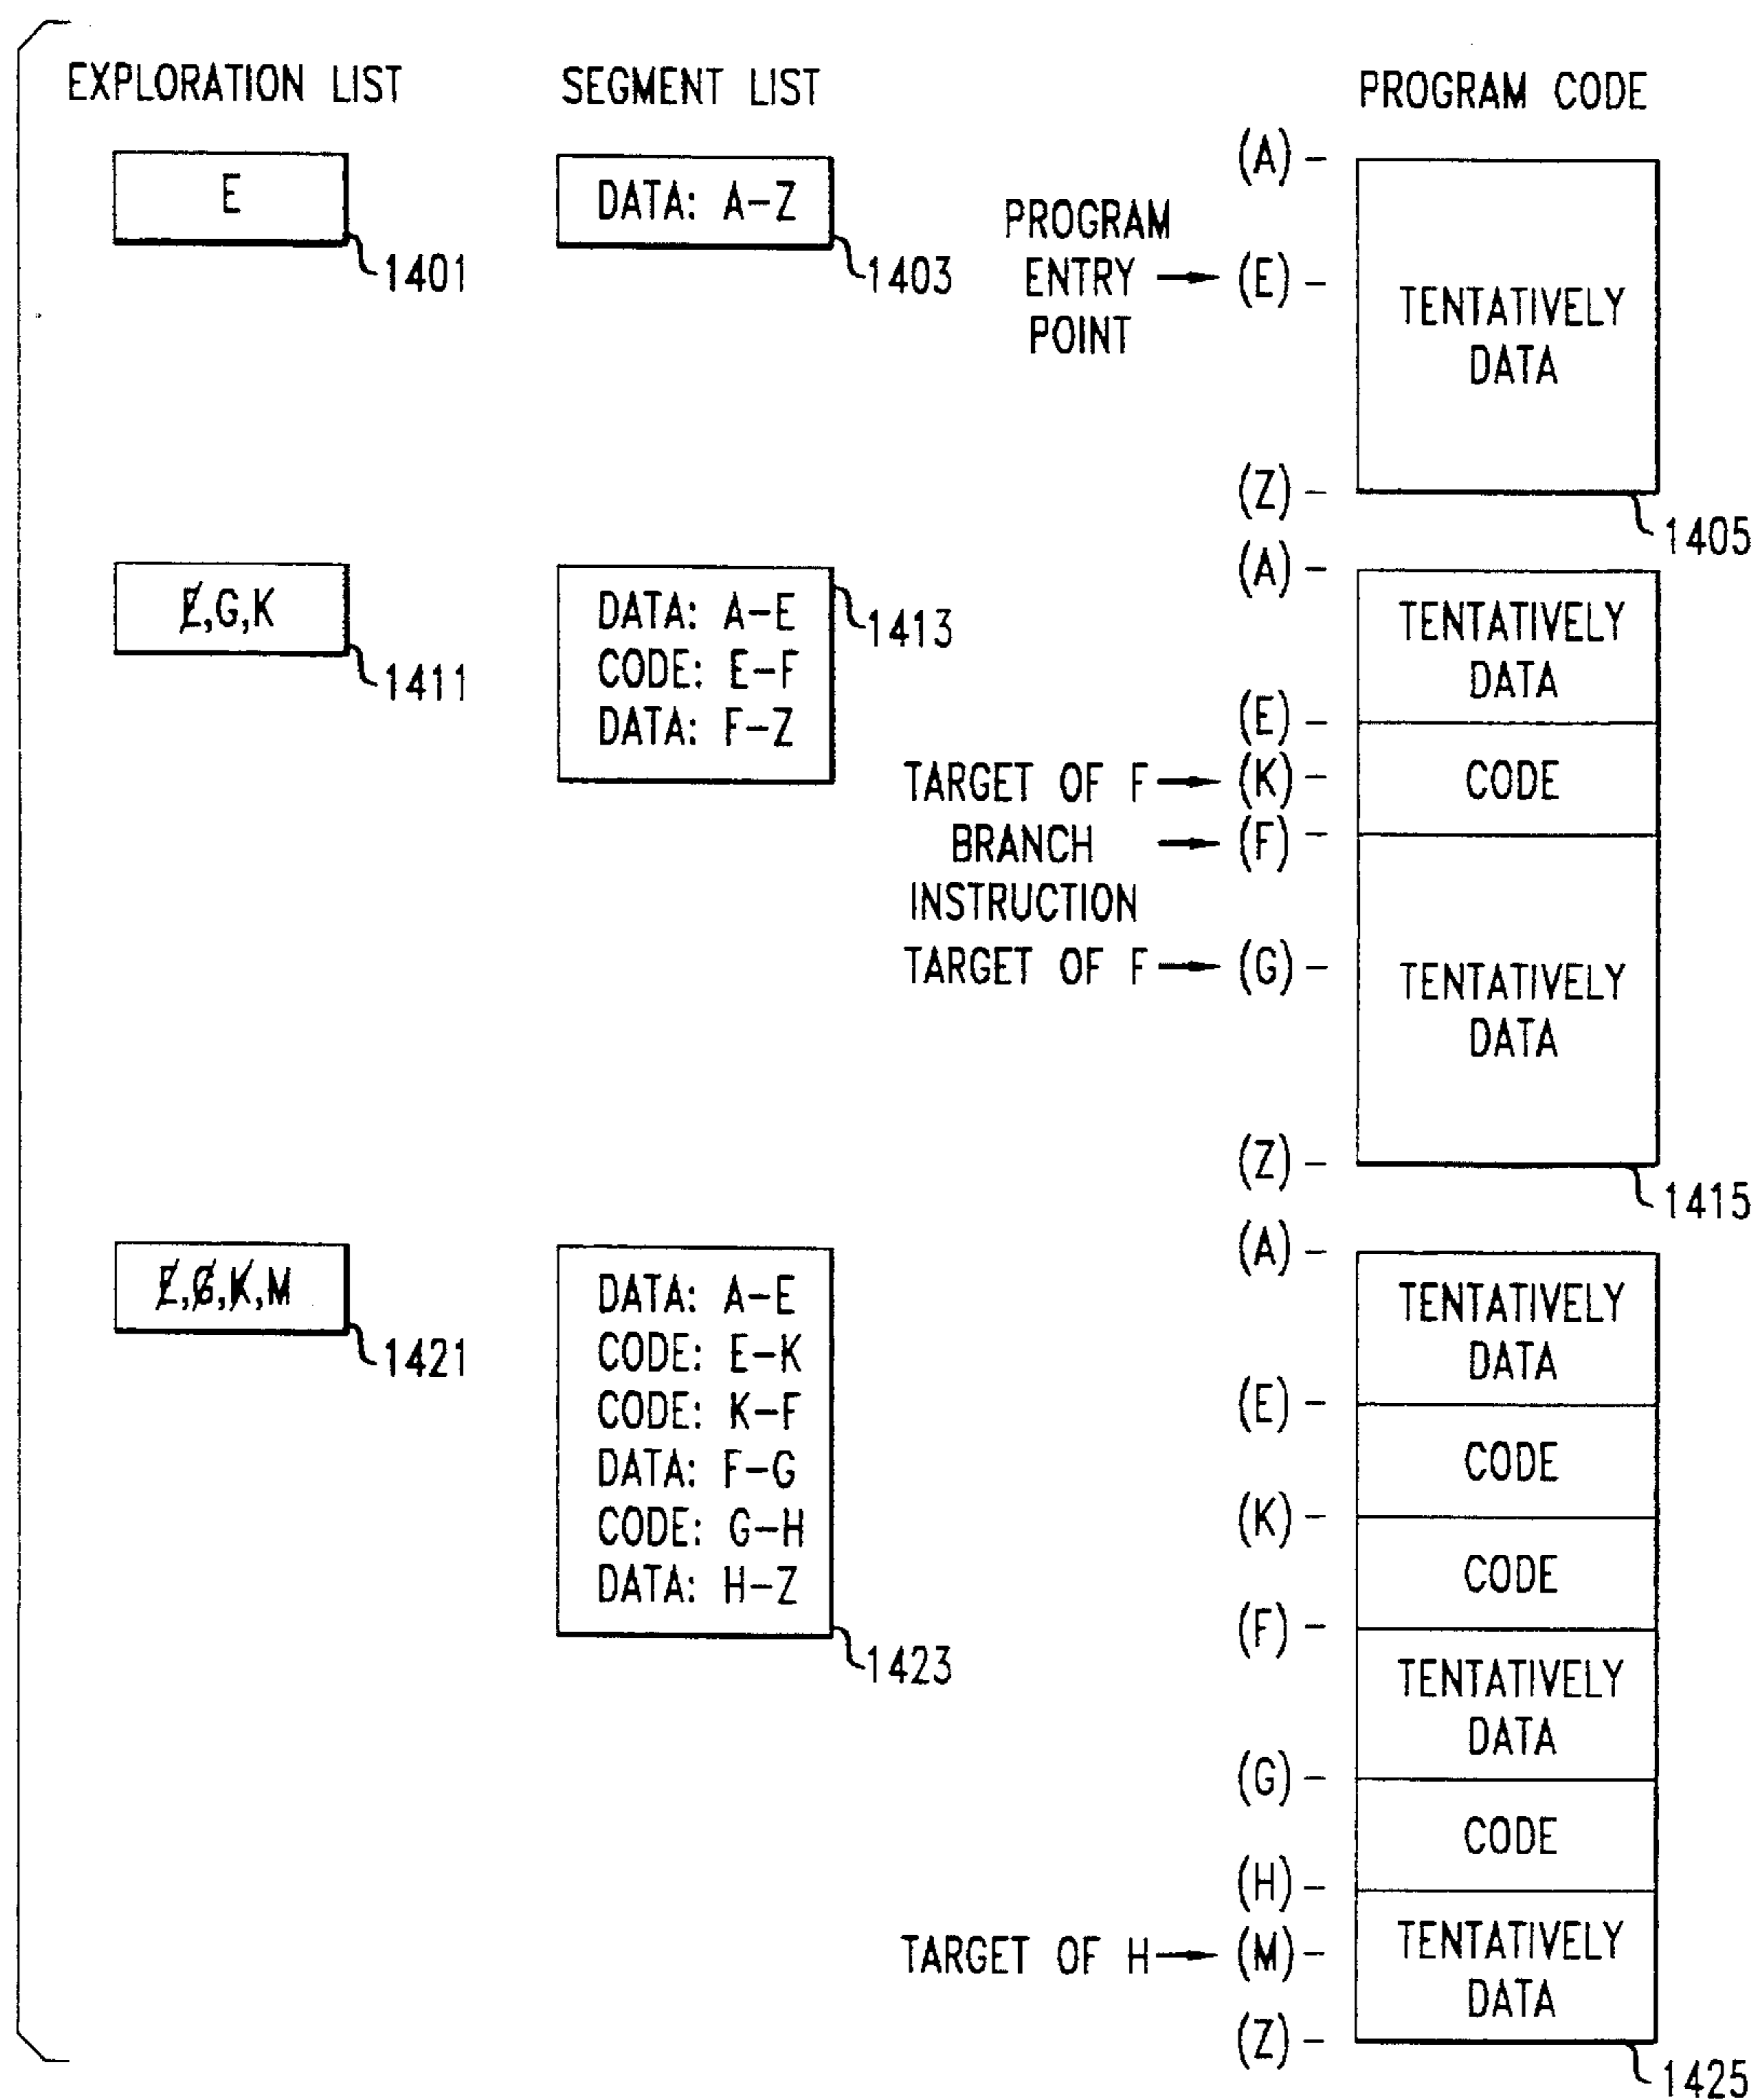 EXPLORATION LIST
SEGMENT LIST
PROGRAM CODE
E
1401
DATA: A-Z
1403
PROGRAM
ENTRY
POINT
(A)
(E)
(Z)
TENTATIVELY
DATA
1405
E,G,K
1411
DATA: A-E
CODE: E-F
DATA: F-Z
1413
TARGET OF F
BRANCH
INSTRUCTION
TARGET OF F
(A)
(E)
(K)
(F)
(G)
(Z)
TENTATIVELY
DATA
CODE
TENTATIVELY
DATA
1415
E,G,K,M
1421
DATA: A-E
CODE: E-K
CODE: K-F
DATA: F-G
CODE: G-H
DATA: H-Z
1423
TARGET OF H
(A)
(E)
(K)
(F)
(G)
(H)
(M)
(Z)
TENTATIVELY
DATA
CODE
CODE
TENTATIVELY
DATA
CODE
TENTATIVELY
DATA
1425